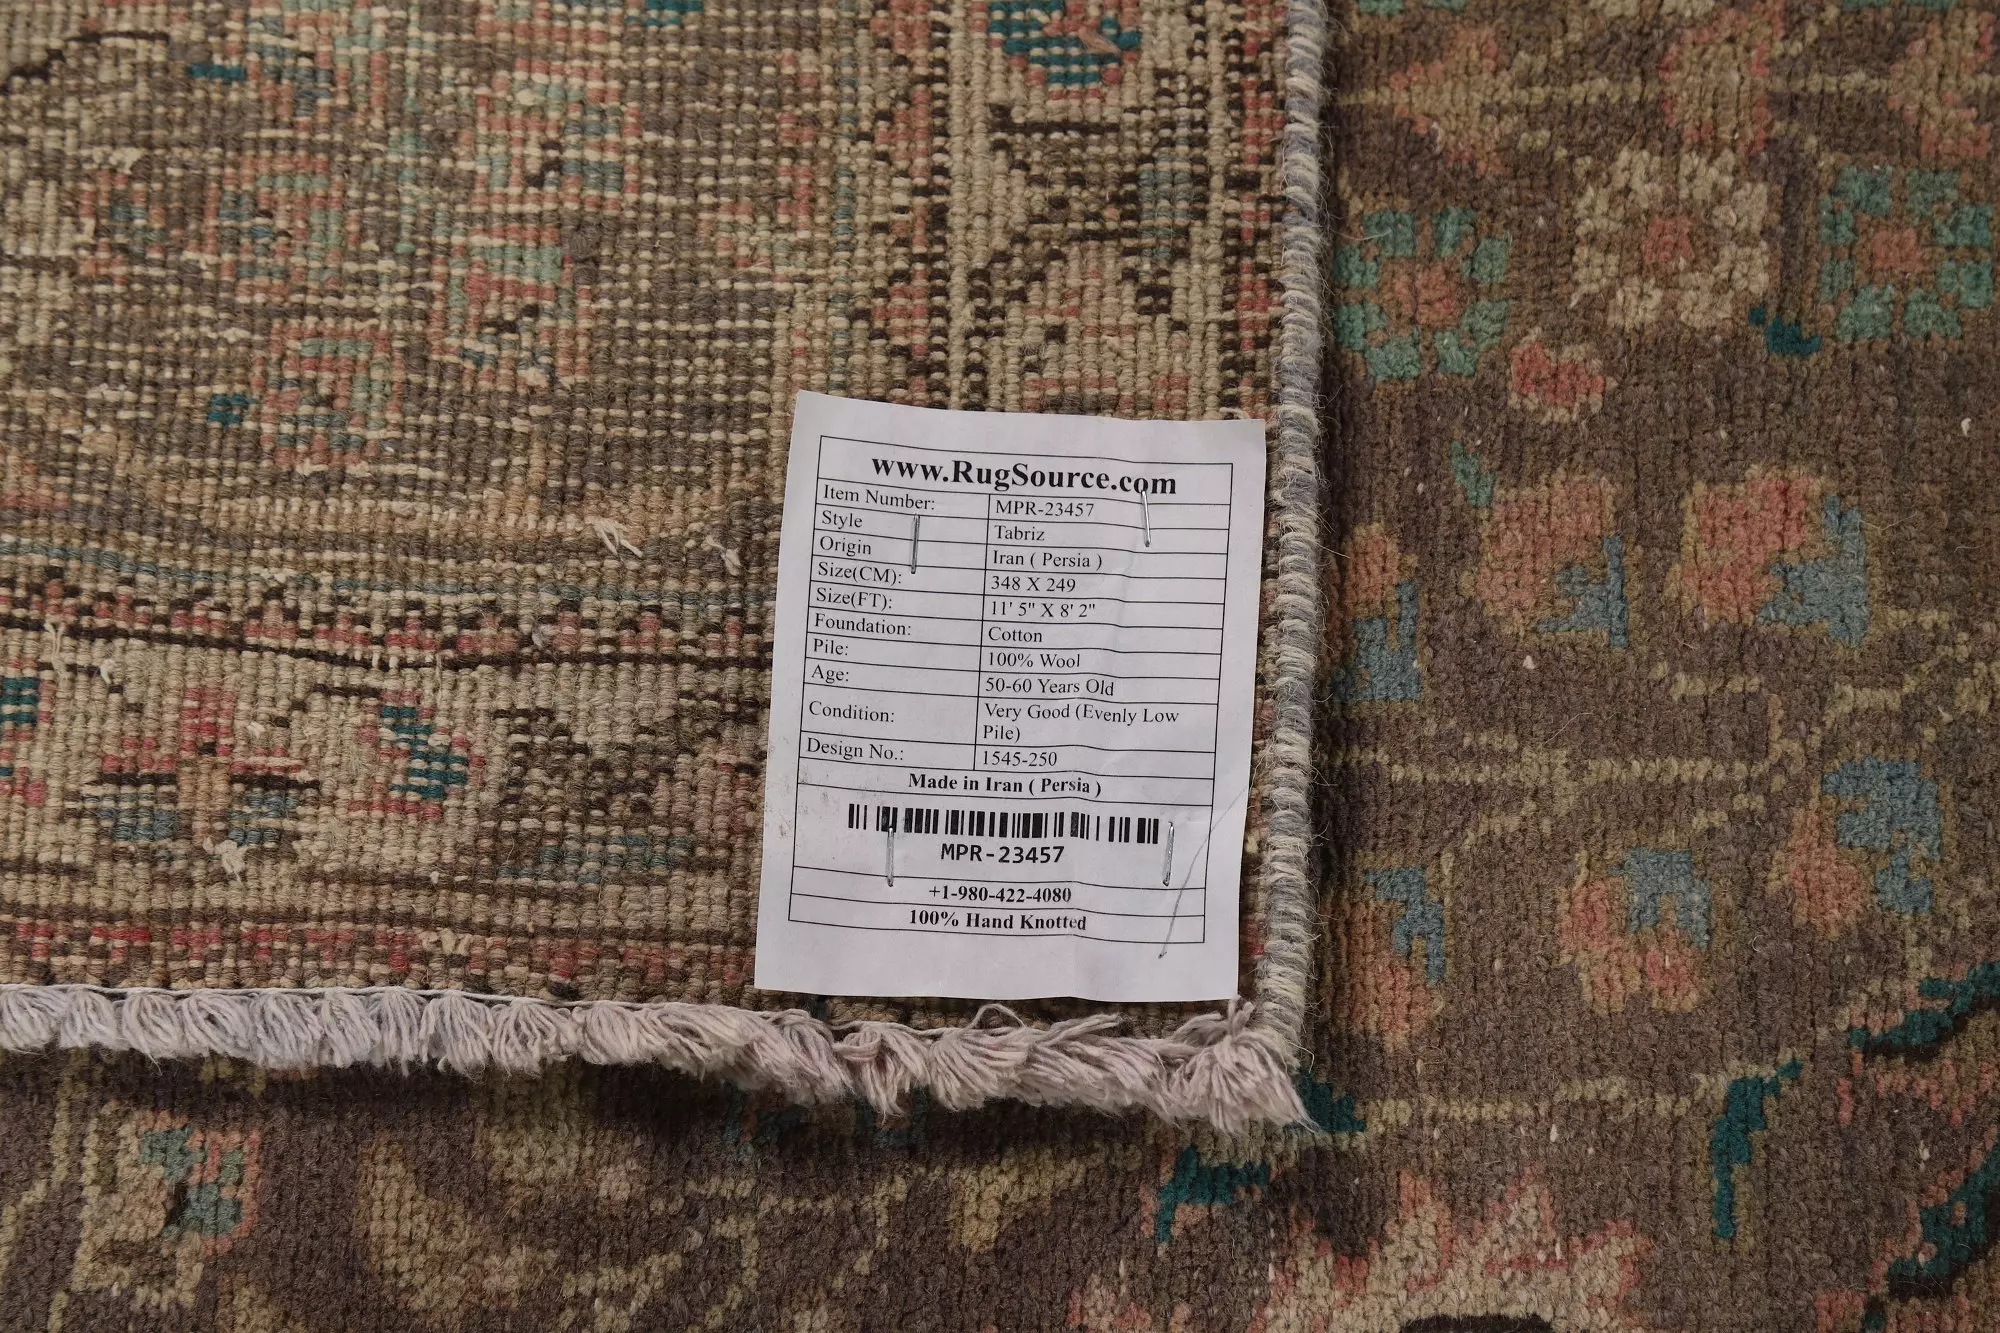 www.RugSource.com
Item Number: MPR-23457
Style Tabriz
Origin Iran ( Persia )
Size(CM): 348 X 249
Size(FT): 11' 5" X 8' 2"
Foundation: Cotton
Pile: 100% Wool
Age: 50-60 Years Old
Condition: Very Good (Evenly Low
Pile)
Design No.: 1545-250
Made in Iran ( Persia )
MPR-23457
+1-980-422-4080
100% Hand Knotted